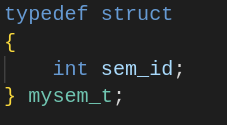 typedef struct
{
    int sem_id;
} mysem_t;